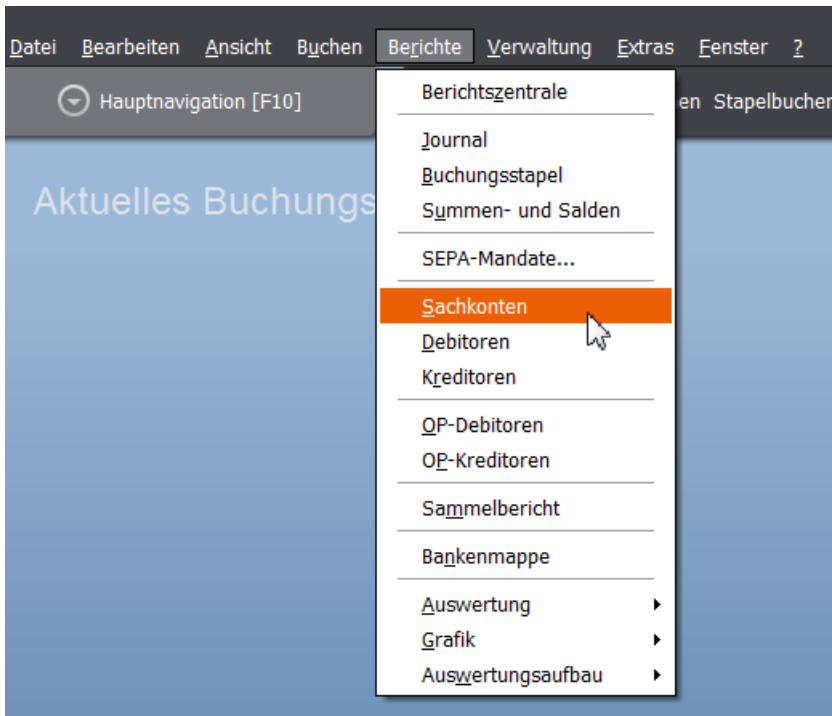 Datei Bearbeiten Ansicht Buchen Berichte Verwaltung Extras Fenster ?
Hauptnavigation [F10]
en Stapelbucher
Aktuelles Buchungs
Berichtszentrale
Journal
Buchungsstapel
Summen- und Salden
SEPA-Mandate...
Sachkonten
Debitoren
Kreditoren
OP-Debitoren
OP-Kreditoren
Sammelbericht
Bankenmappe
Auswertung
Grafik
Auswertungsaufbau